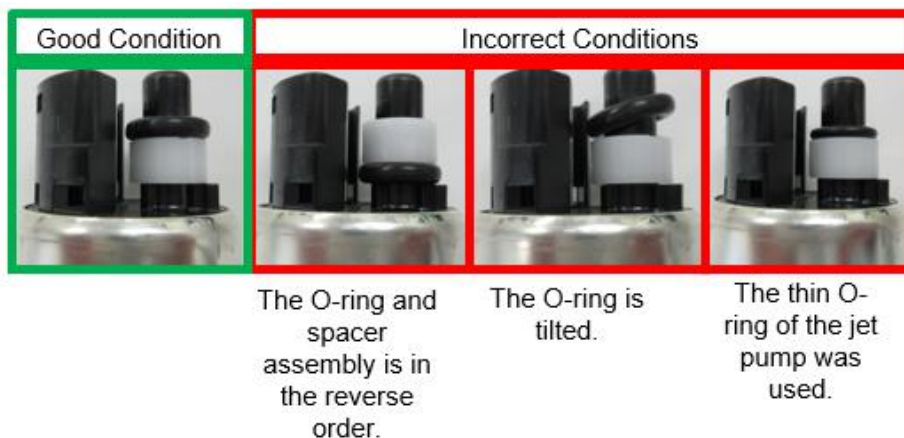 Good Condition
Incorrect Conditions
The O-ring and
spacer
assembly is in
the reverse
order.
The O-ring is
tilted.
The thin O-
ring of the jet
pump was
used.